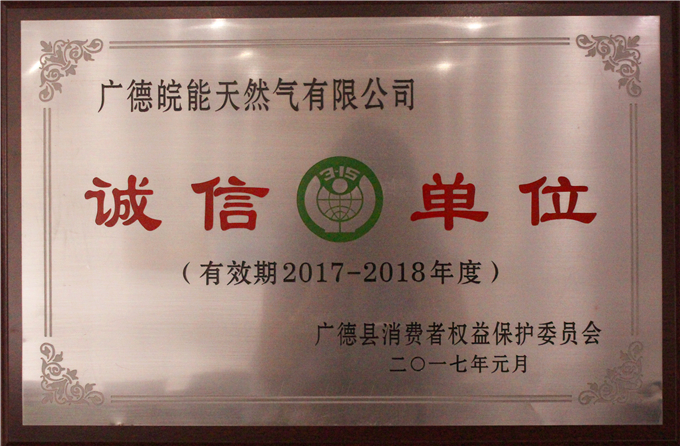 广德皖能天然气有限公司
诚信 3·15 单位
（有效期2017-2018年度）
广德县消费者权益保护委员会
二〇一七年元月